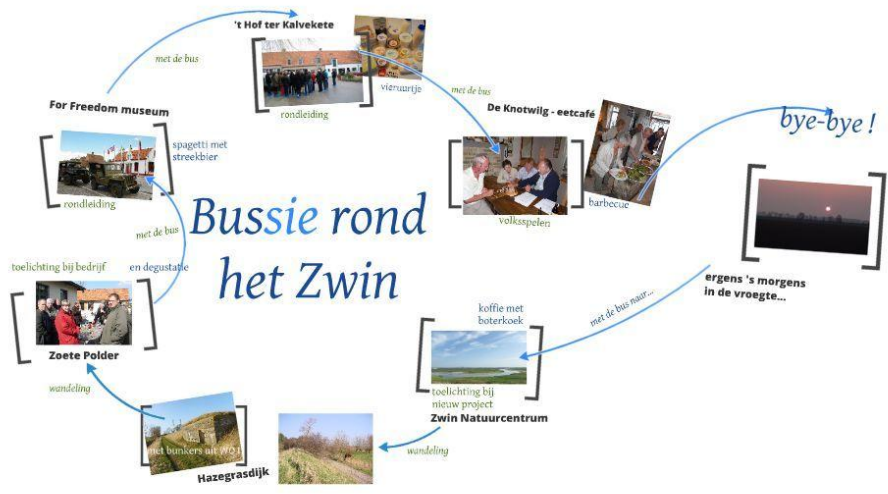 't Hof ter Kalvekete
met de bus
vieruurtje
rondleiding
met de bus
De Knotwilg - eetcafé
bye-bye !
For Freedom museum
spagetti met
streekbier
rondleiding
volksspelen
barbecue
Bussie rond
het Zwin
met de bus
toelichting bij bedrijf
en degustatie
Zoete Polder
ergens 's morgens
in de vroegte...
met de bus naar...
koffie met
boterkoek
toelichting bij
nieuw project
Zwin Natuurcentrum
wandeling
met bunkers uit WO I
Hazegrasdijk
wandeling